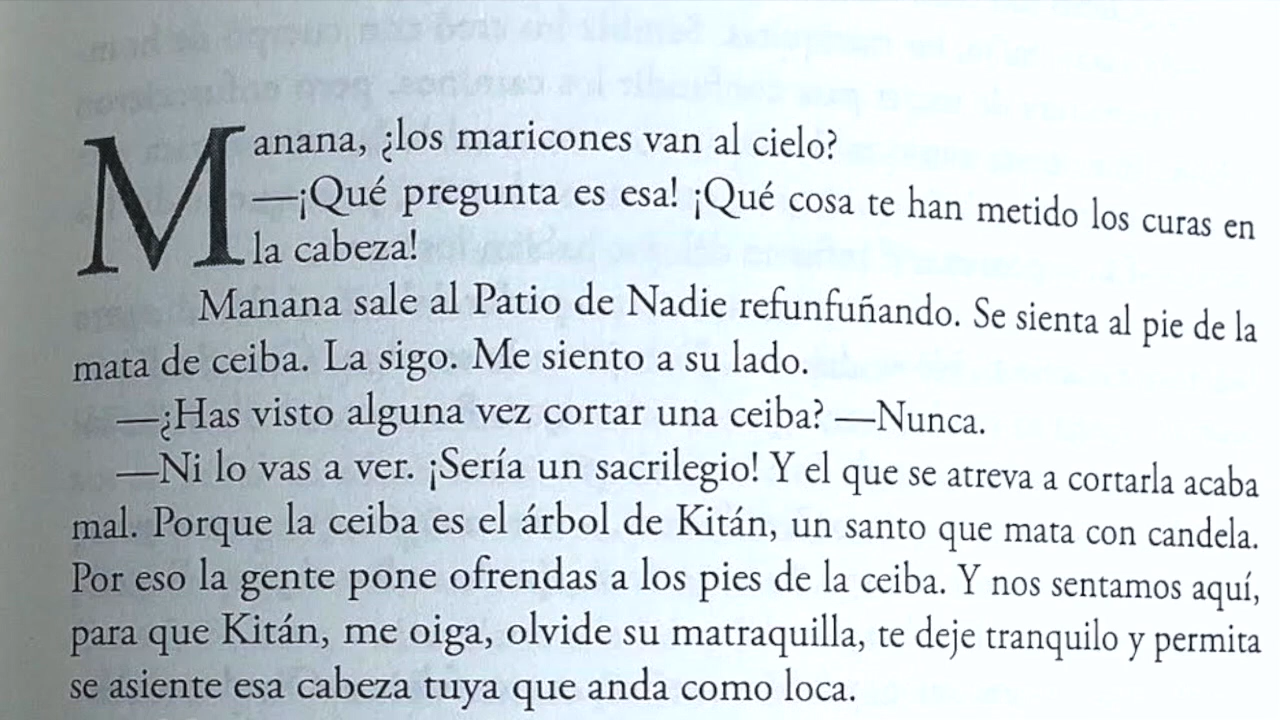 Manana, ¿los maricones van al cielo?
—¡Qué pregunta es esa! ¡Qué cosa te han metido los curas en
la cabeza!
Manana sale al Patio de Nadie refunfuñando. Se sienta al pie de la
mata de ceiba. La sigo. Me siento a su lado.
—¿Has visto alguna vez cortar una ceiba? —Nunca.
—Ni lo vas a ver. ¡Sería un sacrilegio! Y el que se atreva a cortarla acaba
mal. Porque la ceiba es el árbol de Kitán, un santo que mata con candela.
Por eso la gente pone ofrendas a los pies de la ceiba. Y nos sentamos aquí,
para que Kitán, me oiga, olvide su matraquilla, te deje tranquilo y permita
se asiente esa cabeza tuya que anda como loca.